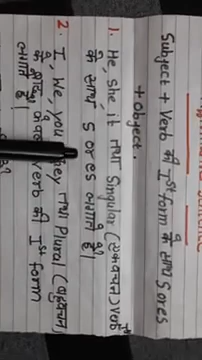 Subject + Verb की Ist form के साथ S or es
+ Object.
1. He, she, it तथा Singular (एकवचन) verb
के साथ S or es लगाते है।
2. I, We, you, they तथा Plural (बहुवचन)
के साथ केवल verb की Ist form
लगाते है।